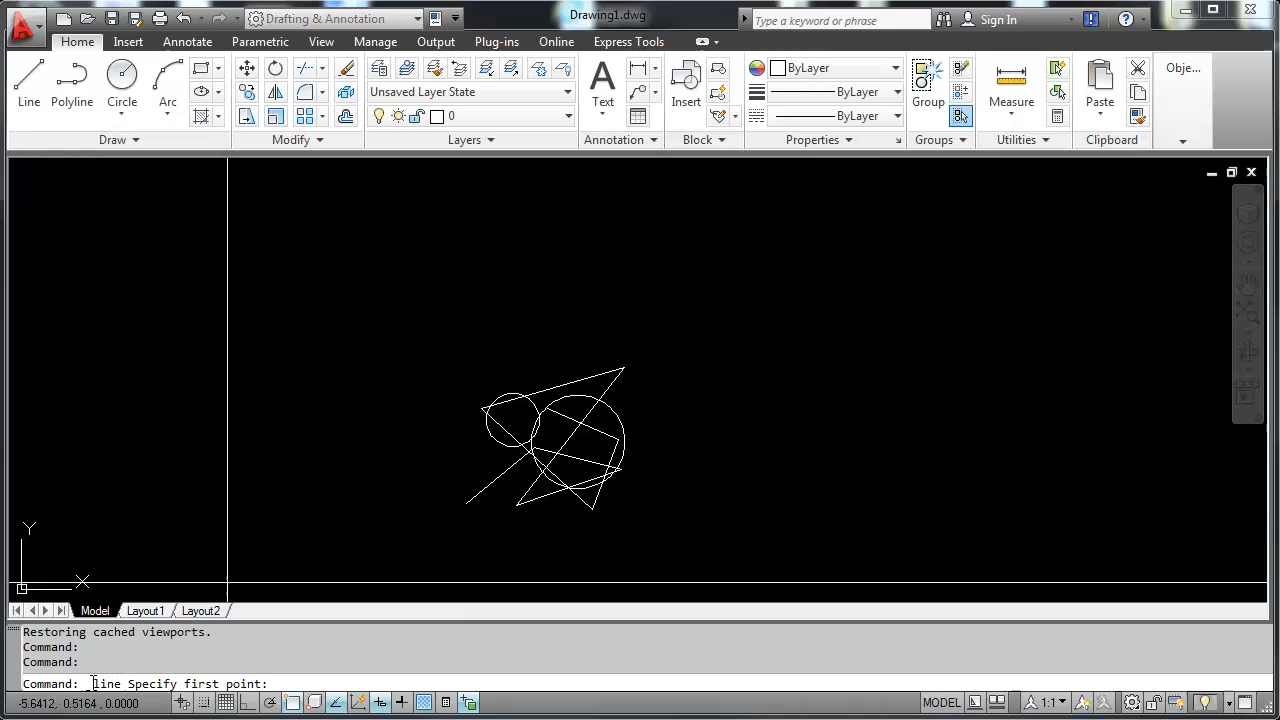 Drafting & Annotation
Drawing1.dwg
Type a keyword or phrase
Sign In
Home
Insert
Annotate
Parametric
View
Manage
Output
Plug-ins
Online
Express Tools
Line
Polyline
Circle
Arc
Draw
Modify
Unsaved Layer State
0
Layers
Text
Annotation
Insert
Block
ByLayer
ByLayer
ByLayer
Properties
Group
Groups
Measure
Utilities
Paste
Clipboard
Obje...
Y
X
Model
Layout1
Layout2
Restoring cached viewports.
Command:
Command:
Command: _line Specify first point:
-5.6412, 0.5164 , 0.0000
MODEL
1:1